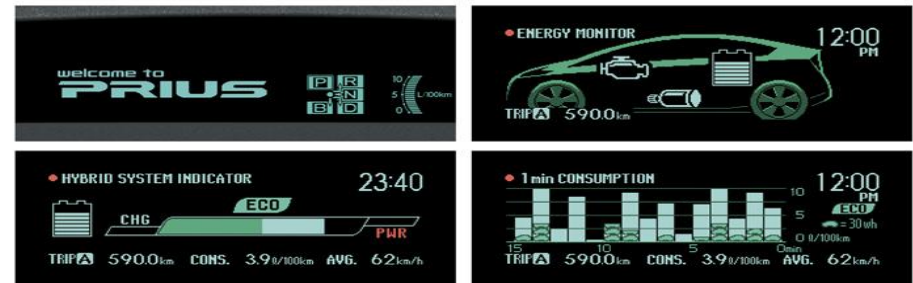 welcome to
PRIUS
P R
N
B D
10
5 L/100km
0
ENERGY MONITOR
12:00
PM
TRIP A 590.0km
HYBRID SYSTEM INDICATOR
23:40
ECO
CHG
PWR
TRIP A 590.0km CONS. 3.9ℓ/100km AVG. 62km/h
1min CONSUMPTION
12:00
PM
10
ECO
5
= 30wh
0 ℓ/100km
15 10 5 0min
TRIP A 590.0km CONS. 3.9ℓ/100km AVG. 62km/h